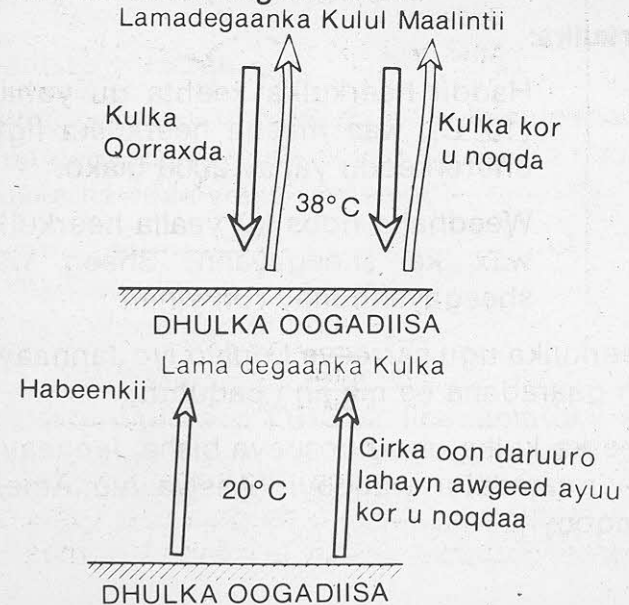 Lamadegaanka Kulul Maalintii
Kulka
Qorraxda
Kulka kor
u noqda
38° C
DHULKA OOGADIISA
Lama degaanka Kulka
Habeenkii
Cirka oon daruuro
lahayn awgeed ayuu
kor u noqdaa
20° C
DHULKA OOGADIISA